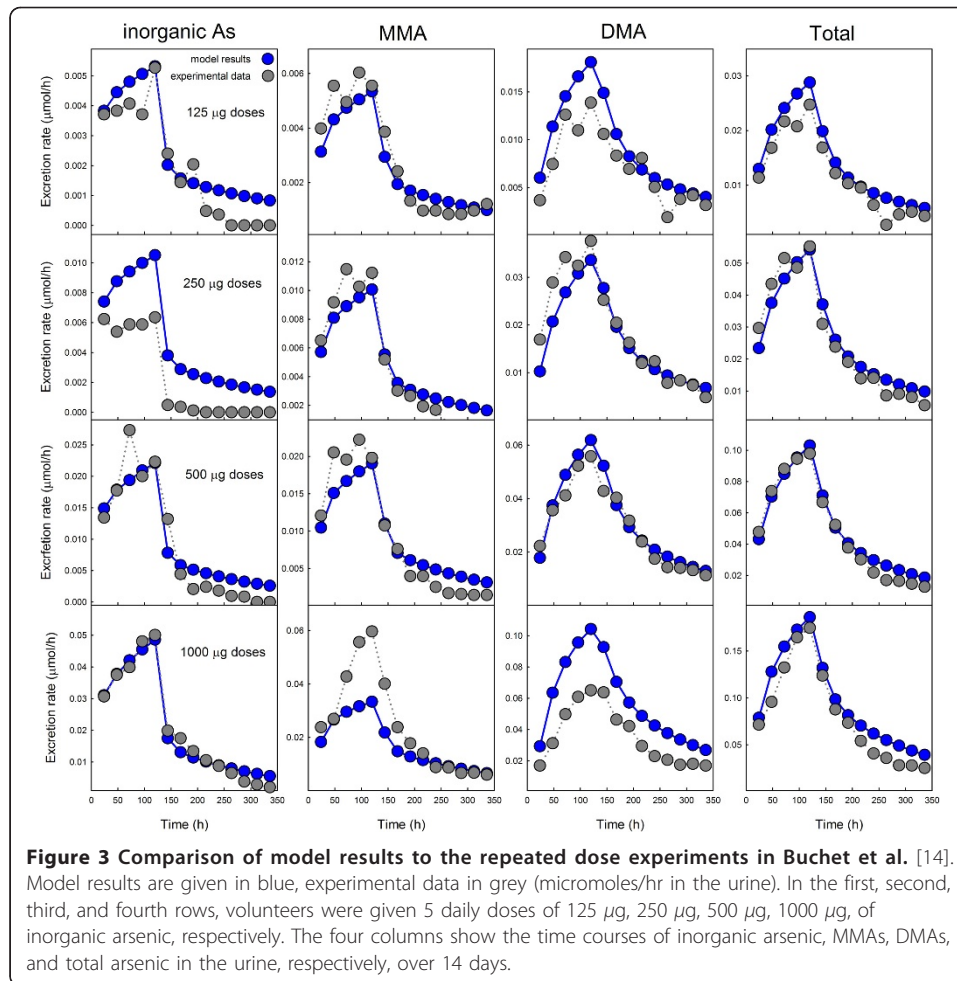 inorganic As
MMA
DMA
Total
model results
experimental data
125 µg doses
Excretion rate (µmol/h)
0.005
0.004
0.003
0.002
0.001
0.000
0.006
0.004
0.002
0.015
0.010
0.005
0.03
0.02
0.01
250 µg doses
Excretion rate (µmol/h)
0.010
0.008
0.006
0.004
0.002
0.000
0.012
0.010
0.008
0.006
0.004
0.002
0.03
0.02
0.01
0.06
0.05
0.04
0.03
0.02
0.01
500 µg doses
Excrfetion rate (µmol/h)
0.025
0.020
0.015
0.010
0.005
0.000
0.020
0.015
0.010
0.005
0.06
0.04
0.02
0.10
0.08
0.06
0.04
0.02
1000 µg doses
Excretion rate (µmol/h)
0.05
0.04
0.03
0.02
0.01
0.06
0.04
0.02
0.10
0.08
0.06
0.04
0.02
0.15
0.10
0.05
0 50 100 150 200 250 300 350
0 50 100 150 200 250 300 350
0 50 100 150 200 250 300 350
0 50 100 150 200 250 300 350
Time (h)
Time (h)
Time (h)
Time (h)
Figure 3 Comparison of model results to the repeated dose experiments in Buchet et al. [14].
Model results are given in blue, experimental data in grey (micromoles/hr in the urine). In the first, second,
third, and fourth rows, volunteers were given 5 daily doses of 125 µg, 250 µg, 500 µg, 1000 µg, of
inorganic arsenic, respectively. The four columns show the time courses of inorganic arsenic, MMAs, DMAs,
and total arsenic in the urine, respectively, over 14 days.